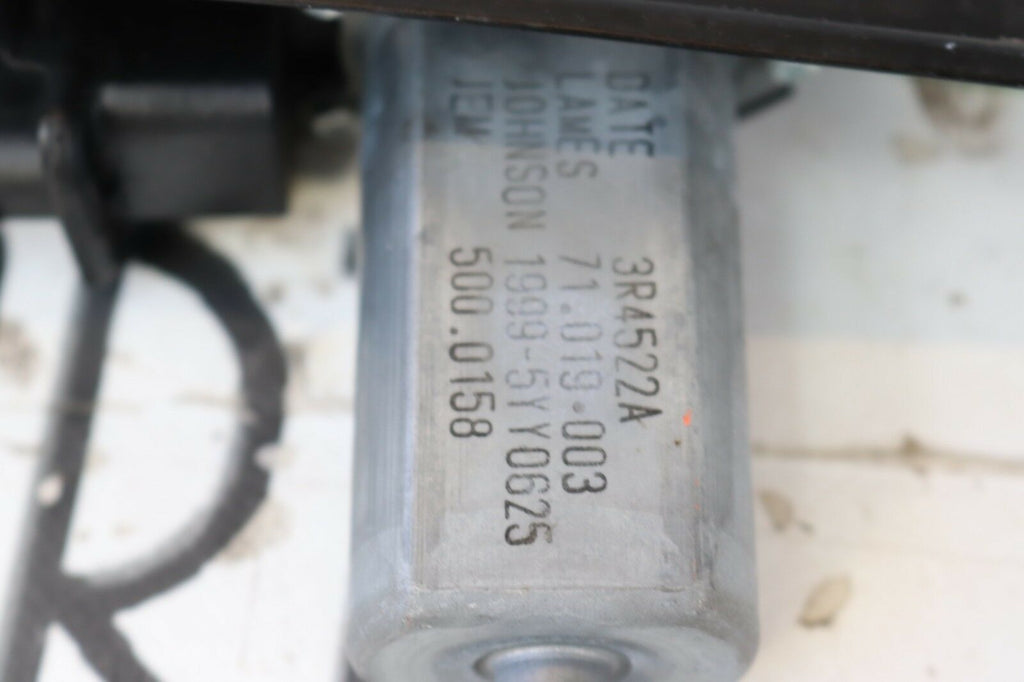 DATE 3R4522A
LAMES 71.019.003
JOHNSON 1999-5YY0625
JEM 500.0158
R